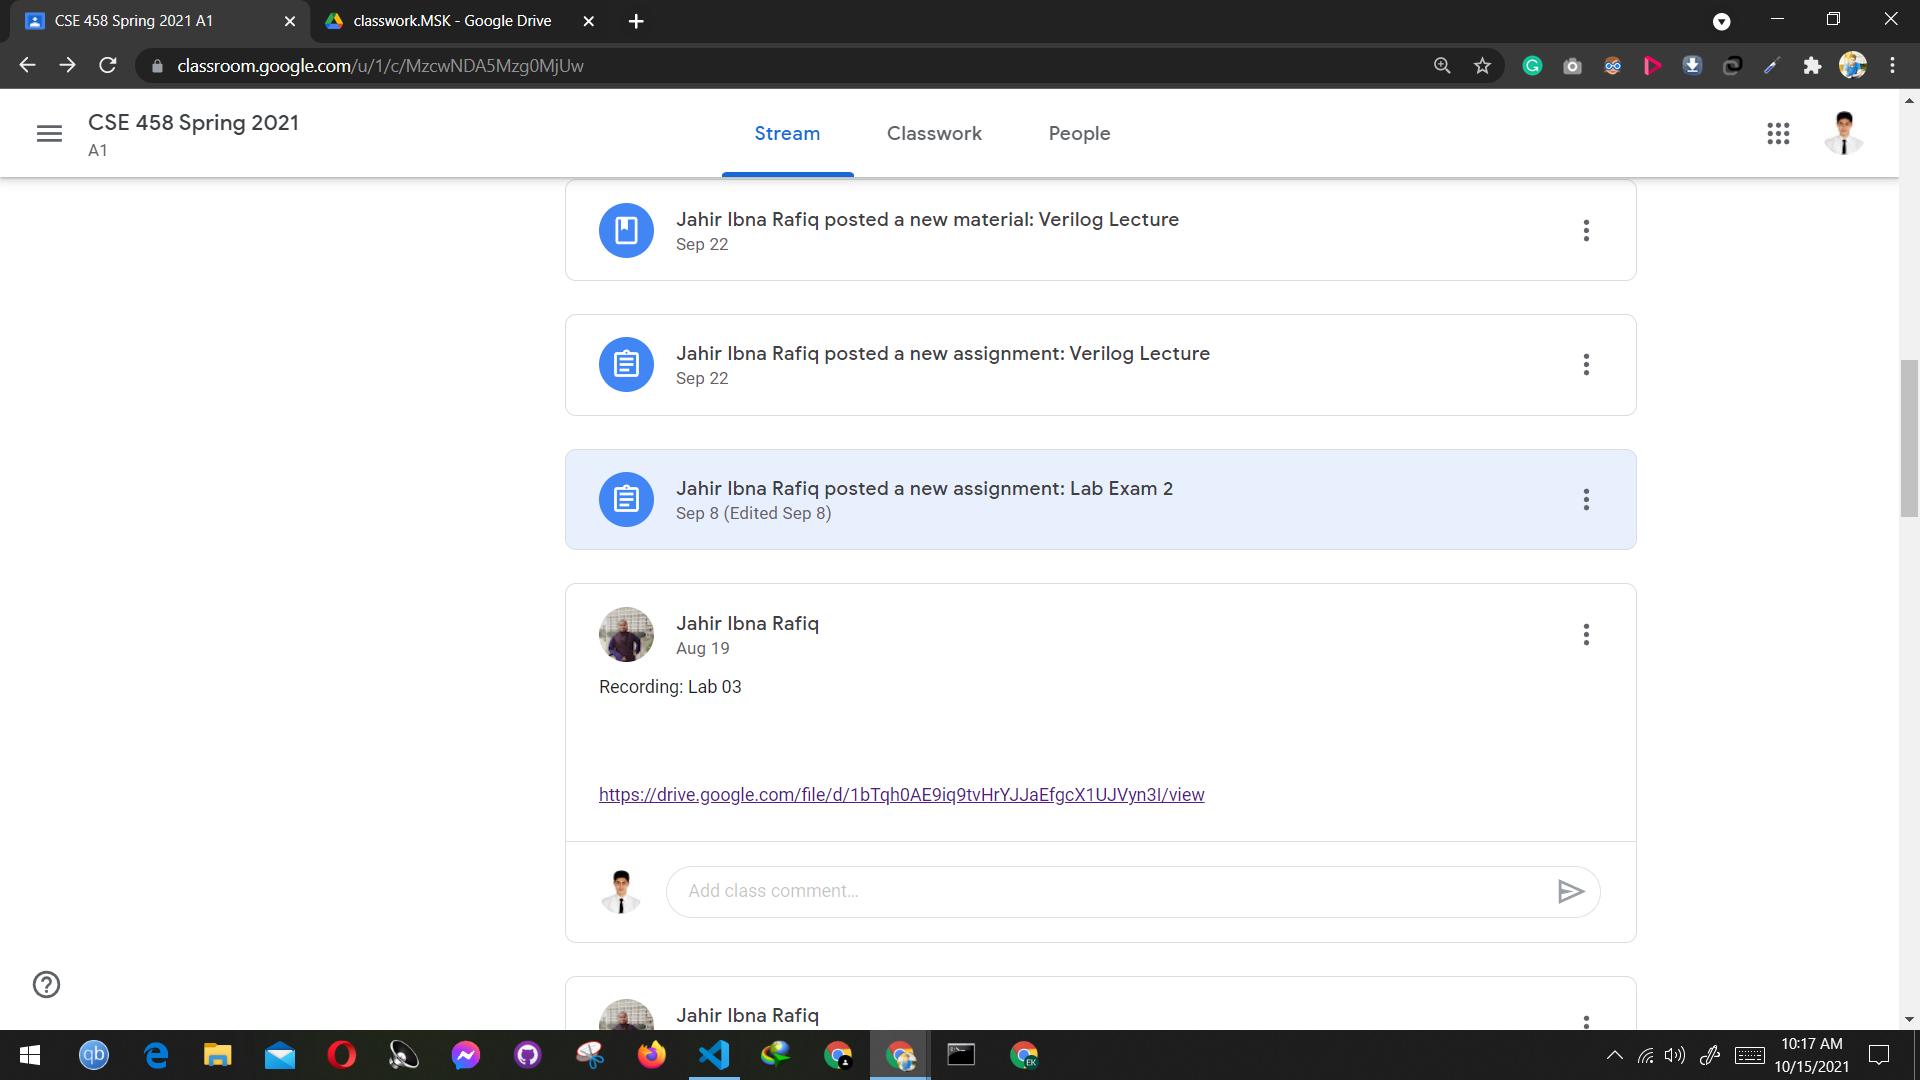 CSE 458 Spring 2021 A1
classwork.MSK - Google Drive
classroom.google.com/u/1/c/MzcwNDA5Mzg0MjUw
CSE 458 Spring 2021
A1
Stream
Classwork
People
Jahir Ibna Rafiq posted a new material: Verilog Lecture
Sep 22
Jahir Ibna Rafiq posted a new assignment: Verilog Lecture
Sep 22
Jahir Ibna Rafiq posted a new assignment: Lab Exam 2
Sep 8 (Edited Sep 8)
Jahir Ibna Rafiq
Aug 19
Recording: Lab 03
https://drive.google.com/file/d/1bTqh0AE9iq9tvHrYJJaEfgcX1UJVyn3I/view
Add class comment...
Jahir Ibna Rafiq
qb
EK
10:17 AM
10/15/2021